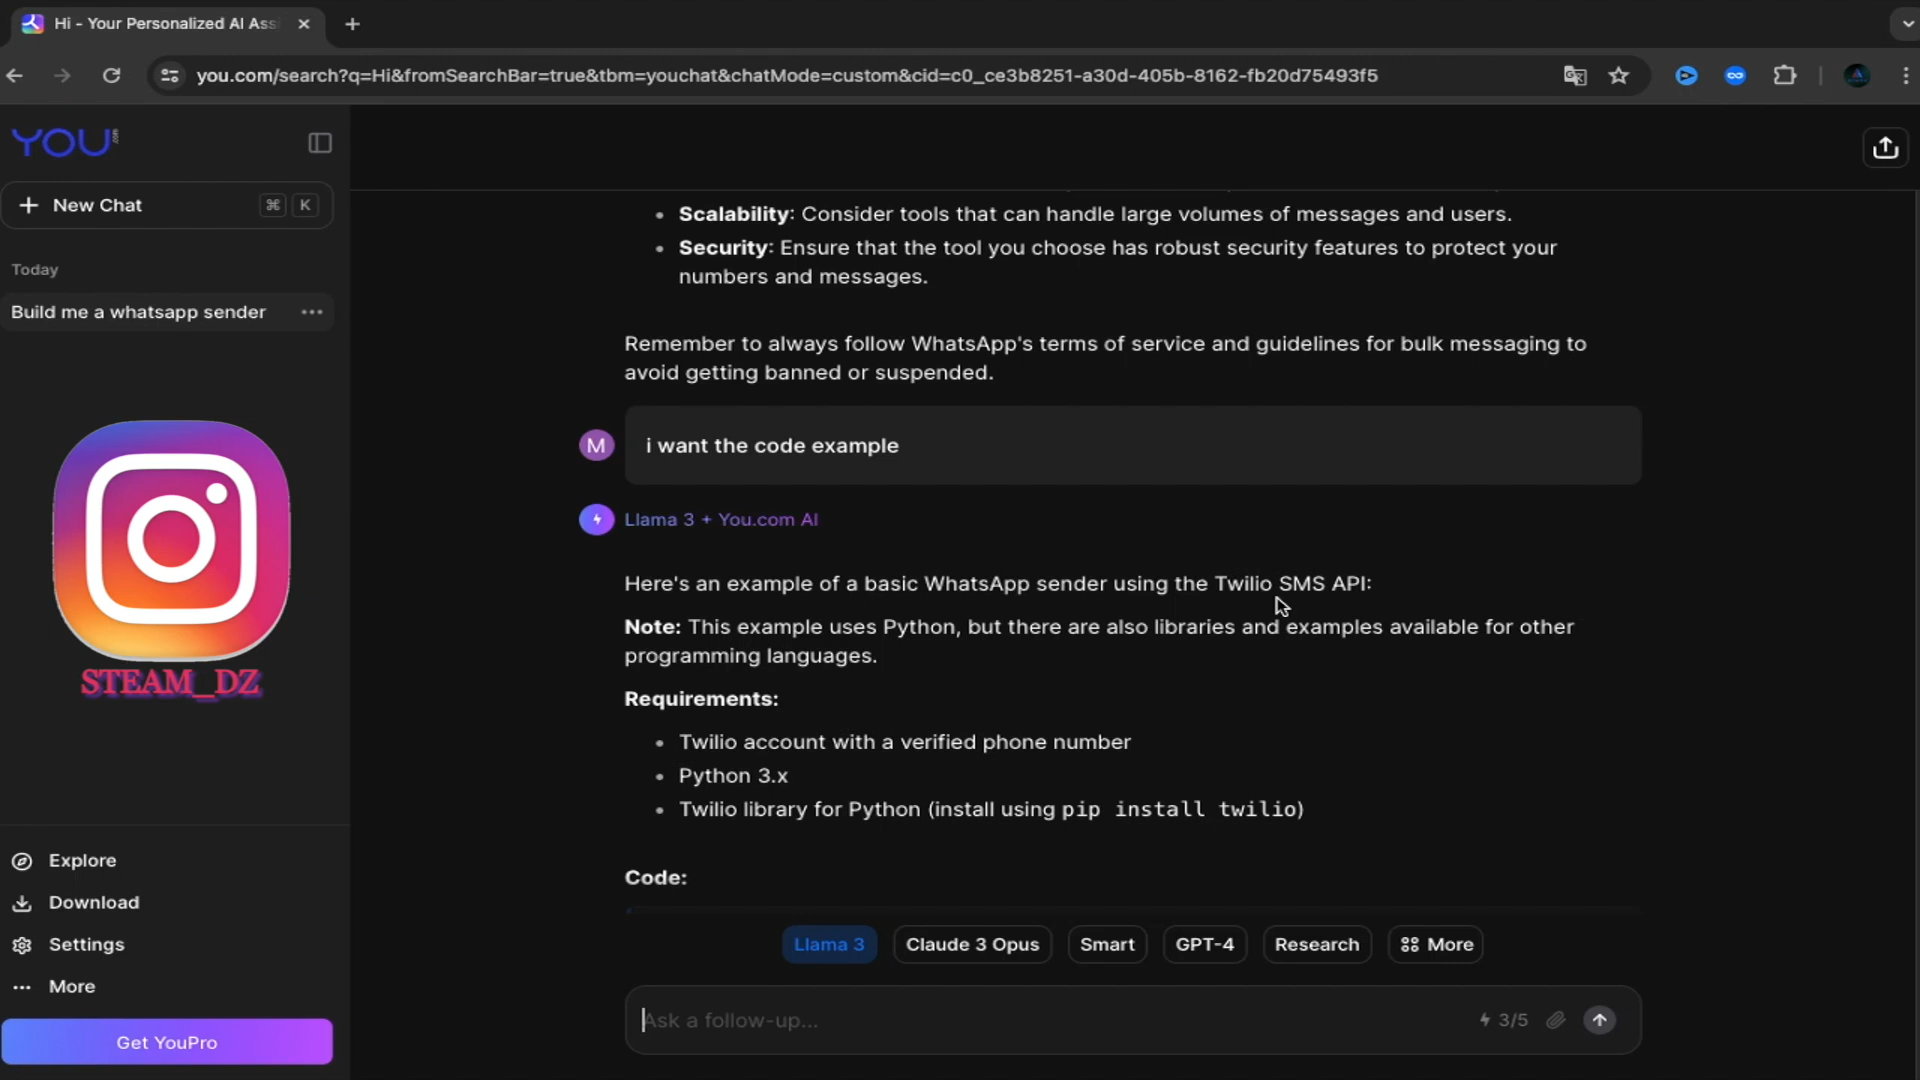 Hi - Your Personalized AI Ass
you.com/search?q=Hi&fromSearchBar=true&tbm=youchat&chatMode=custom&cid=c0_ce3b8251-a30d-405b-8162-fb20d75493f5
YOU.com
New Chat ⌘ K
Today
Build me a whatsapp sender
STEAM_DZ
Explore
Download
Settings
More
Get YouPro
• Scalability: Consider tools that can handle large volumes of messages and users.
• Security: Ensure that the tool you choose has robust security features to protect your
numbers and messages.
Remember to always follow WhatsApp's terms of service and guidelines for bulk messaging to
avoid getting banned or suspended.
M
i want the code example
Llama 3 + You.com AI
Here's an example of a basic WhatsApp sender using the Twilio SMS API:
Note: This example uses Python, but there are also libraries and examples available for other
programming languages.
Requirements:
• Twilio account with a verified phone number
• Python 3.x
• Twilio library for Python (install using pip install twilio)
Code:
Llama 3 Claude 3 Opus Smart GPT-4 Research More
Ask a follow-up... 3/5